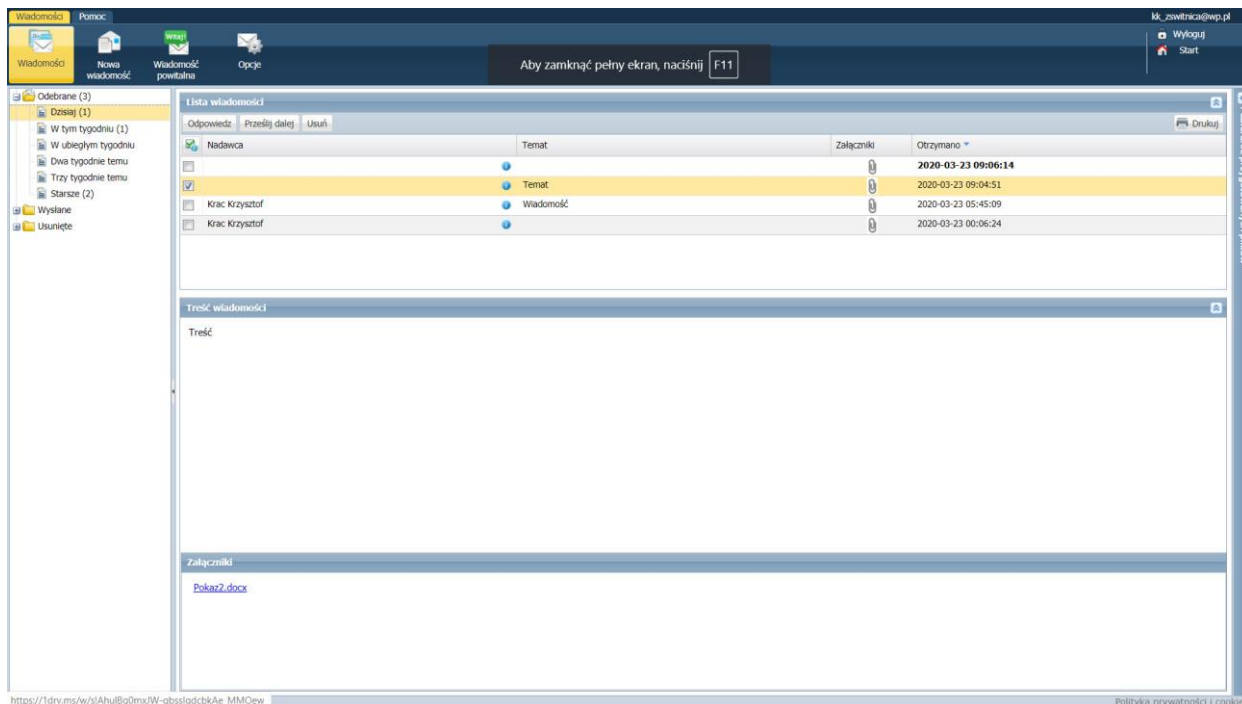 Wiadomości Pomoc kk_zswitnica@wp.pl
Wyloguj
Start
Wiadomości
Nowa wiadomość
Witaj!
Wiadomość powitalna
Opcje
Aby zamknąć pełny ekran, naciśnij F11
Odebrane (3)
Dzisiaj (1)
W tym tygodniu (1)
W ubiegłym tygodniu
Dwa tygodnie temu
Trzy tygodnie temu
Starsze (2)
Wysłane
Usunięte
Lista wiadomości
Odpowiedz Prześlij dalej Usuń Drukuj
Nadawca Temat Załączniki Otrzymano
2020-03-23 09:06:14
Temat 2020-03-23 09:04:51
Krac Krzysztof Wiadomość 2020-03-23 05:45:09
Krac Krzysztof 2020-03-23 00:06:24
Treść wiadomości
Treść
Załączniki
Pokaz2.docx
Polityka prywatności i cookie